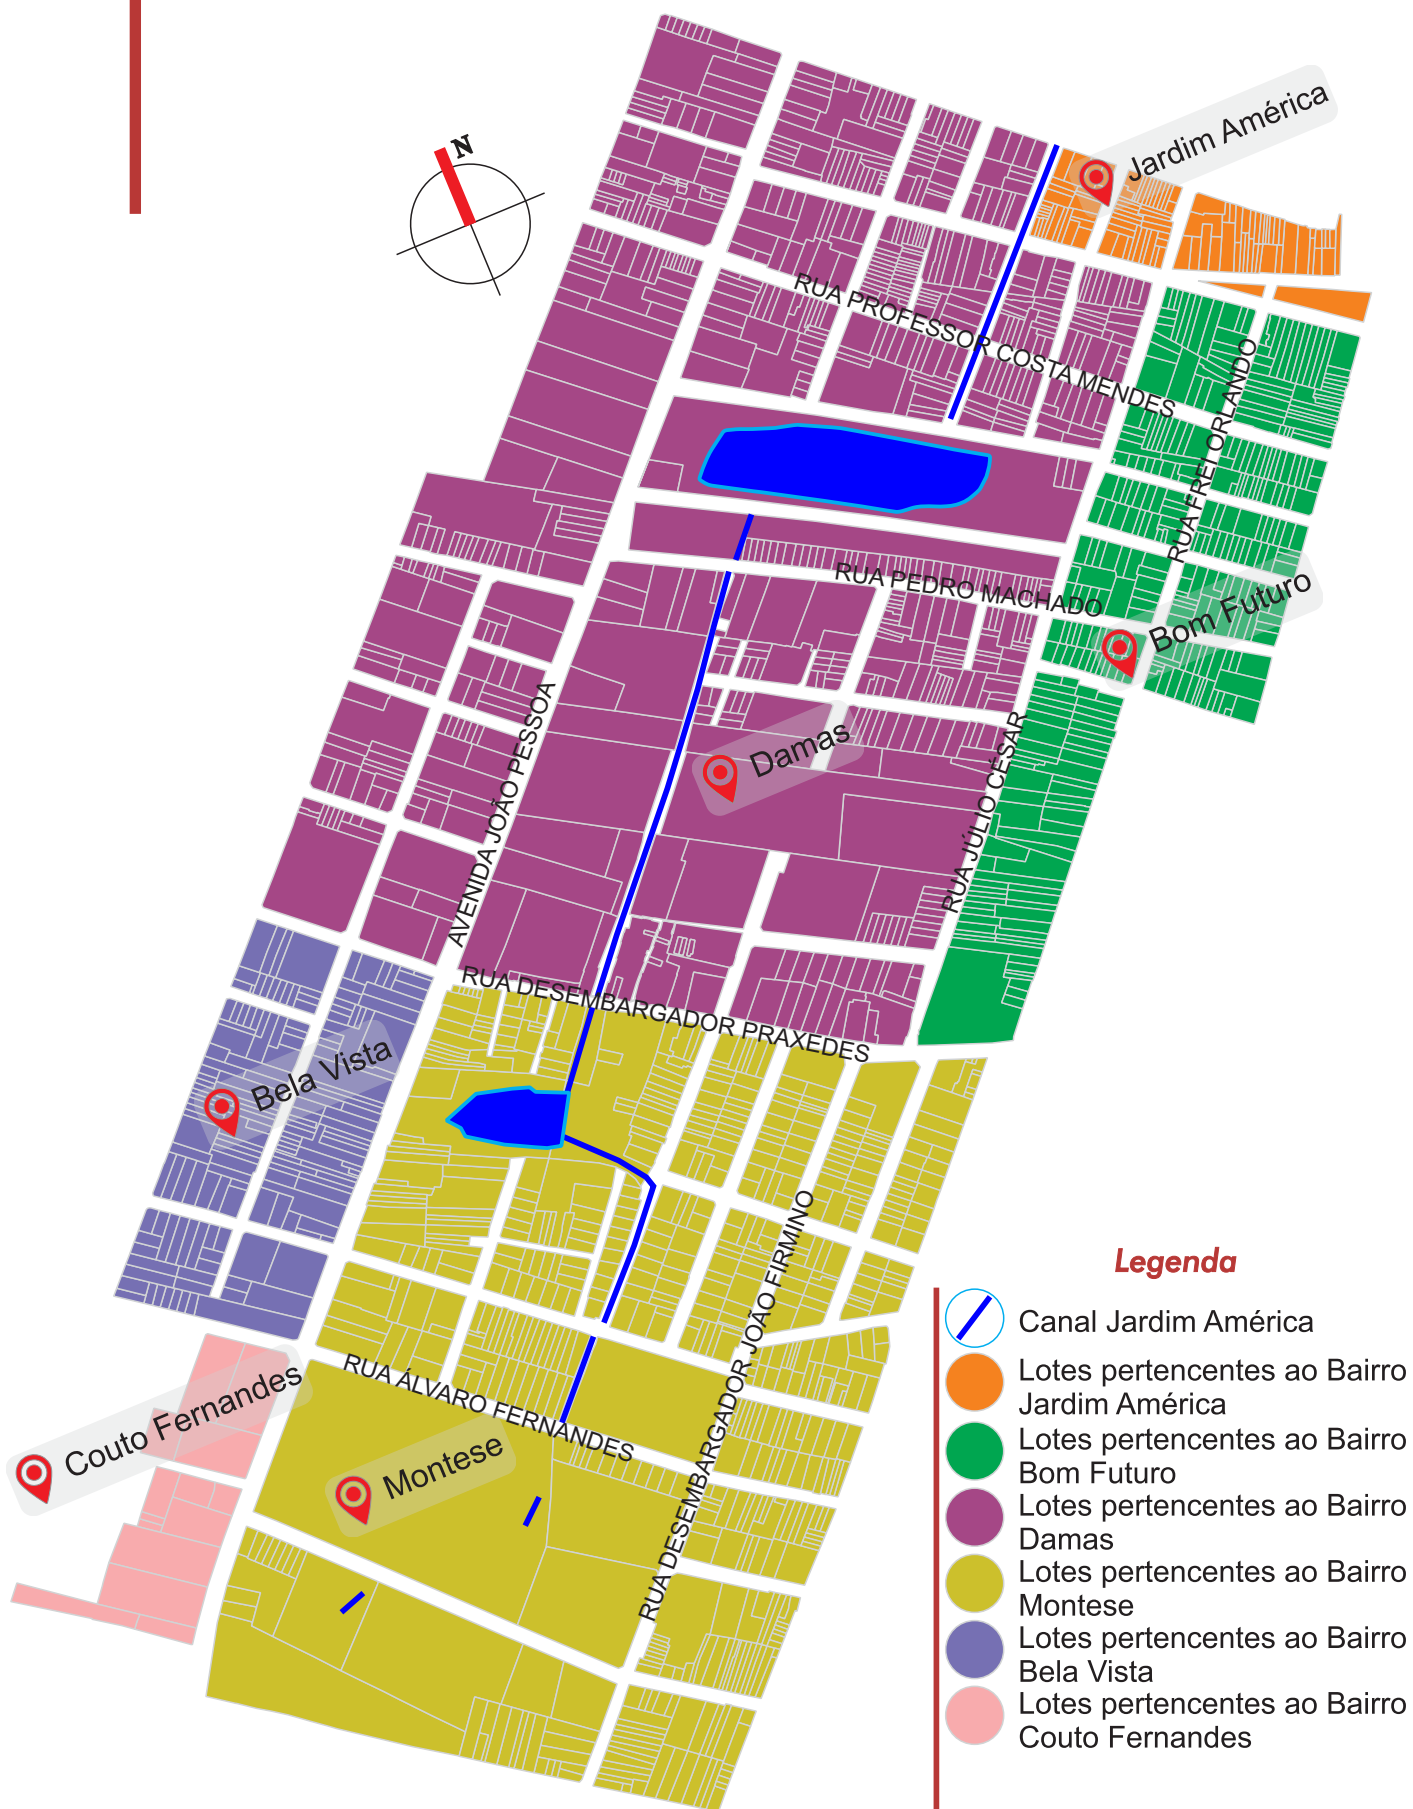 N
Jardim América
RUA PROFESSOR COSTA MENDES
RUA FREI ORLANDO
RUA PEDRO MACHADO
Bom Futuro
AVENIDA JOÃO PESSOA
Damas
RUA JÚLIO CÉSAR
RUA DESEMBARGADOR PRAXEDES
Bela Vista
RUA DESEMBARGADOR JOÃO FIRMINO
RUA ÁLVARO FERNANDES
Couto Fernandes
Montese
Legenda
Canal Jardim América
Lotes pertencentes ao Bairro
Jardim América
Lotes pertencentes ao Bairro
Bom Futuro
Lotes pertencentes ao Bairro
Damas
Lotes pertencentes ao Bairro
Montese
Lotes pertencentes ao Bairro
Bela Vista
Lotes pertencentes ao Bairro
Couto Fernandes